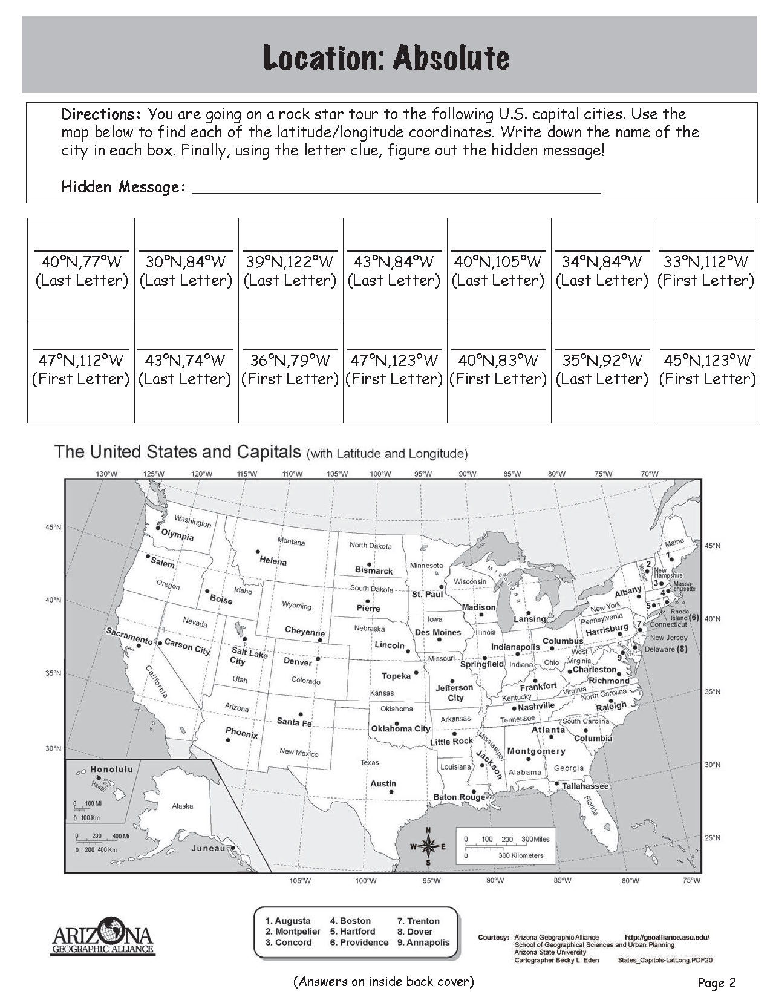 Location: Absolute
Directions: You are going on a rock star tour to the following U.S. capital cities. Use the
map below to find each of the latitude/longitude coordinates. Write down the name of the
city in each box. Finally, using the letter clue, figure out the hidden message!
Hidden Message:
40°N,77°W 30°N,84°W 39°N,122°W 43°N,84°W 40°N,105°W 34°N,84°W 33°N,112°W
(Last Letter) (Last Letter) (Last Letter) (Last Letter) (Last Letter) (Last Letter) (First Letter)
47°N,112°W 43°N,74°W 36°N,79°W 47°N,123°W 40°N,83°W 35°N,92°W 45°N,123°W
(First Letter) (Last Letter) (First Letter) (First Letter) (First Letter) (Last Letter) (First Letter)
The United States and Capitals (with Latitude and Longitude)
130°W 125°W 120°W 115°W 110°W 105°W 100°W 95°W 90°W 85°W 80°W 75°W 70°W
45°N
40°N
35°N
30°N
45°N
40°N
35°N
30°N
25°N
Washington
Olympia
Salem
Oregon
Montana
Helena
Idaho
Boise
Nevada
Carson City
Sacramento
California
Wyoming
Cheyenne
Salt Lake
City
Utah
Denver
Colorado
Arizona
Phoenix
Santa Fe
New Mexico
North Dakota
Bismarck
South Dakota
Pierre
Nebraska
Lincoln
Topeka
Kansas
Oklahoma
Oklahoma City
Texas
Austin
Minnesota
St. Paul
Iowa
Des Moines
Missouri
Jefferson
City
Arkansas
Little Rock
Louisiana
Baton Rouge
Wisconsin
Madison
Michigan
Lansing
Illinois
Springfield
Indianapolis
Indiana
Columbus
Ohio
Frankfort
Kentucky
Nashville
Tennessee
Mississippi
Jackson
Montgomery
Alabama
Atlanta
Georgia
Tallahassee
Florida
South Carolina
Columbia
North Carolina
Raleigh
Virginia
Richmond
West
Virginia
Charleston
Maryland
9
Pennsylvania
Harrisburg
New York
Albany
Maine
1
2
Vermont
New
Hampshire
3
Massa-
chusetts
4
5
Rhode
Island (6)
Connecticut
7
New Jersey
Delaware (8)
Honolulu
Hawaii
0 100 Mi
0 100 Km
Alaska
Juneau
0 200 400 Mi
0 200 400 Km
N
W E
S
0 100 200 300 Miles
0 300 Kilometers
105°W 100°W 95°W 90°W 85°W 80°W 75°W
1. Augusta 4. Boston 7. Trenton
2. Montpelier 5. Hartford 8. Dover
3. Concord 6. Providence 9. Annapolis
ARIZONA
GEOGRAPHIC ALLIANCE
Courtesy: Arizona Geographic Alliance http://geoalliance.asu.edu/
School of Geographical Sciences and Urban Planning
Arizona State University
Cartographer Becky L. Eden States_Capitols-LatLong.PDF20
(Answers on inside back cover)
Page 2